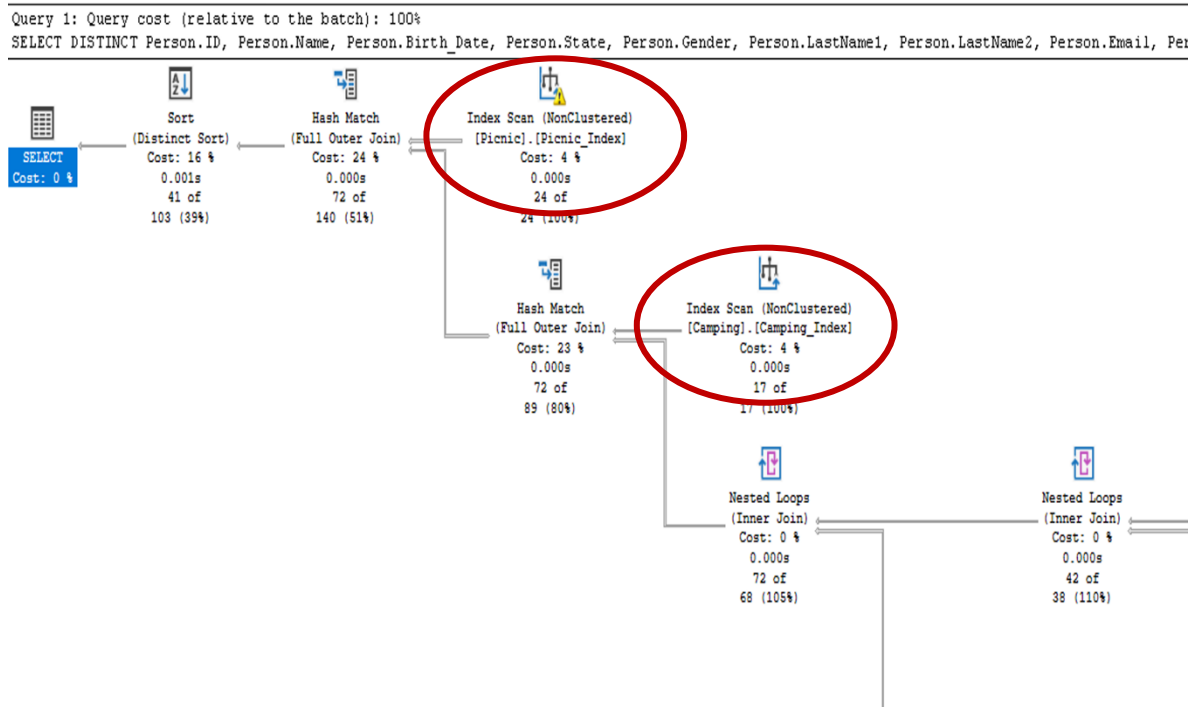 Query 1: Query cost (relative to the batch): 100%
SELECT DISTINCT Person.ID, Person.Name, Person.Birth_Date, Person.State, Person.Gender, Person.LastName1, Person.LastName2, Person.Email, Per
SELECT
Cost: 0 %
Sort
(Distinct Sort)
Cost: 16 %
0.001s
41 of
103 (39%)
Hash Match
(Full Outer Join)
Cost: 24 %
0.000s
72 of
140 (51%)
Index Scan (NonClustered)
[Picnic].[Picnic_Index]
Cost: 4 %
0.000s
24 of
24 (100%)
Hash Match
(Full Outer Join)
Cost: 23 %
0.000s
72 of
89 (80%)
Index Scan (NonClustered)
[Camping].[Camping_Index]
Cost: 4 %
0.000s
17 of
17 (100%)
Nested Loops
(Inner Join)
Cost: 0 %
0.000s
72 of
68 (105%)
Nested Loops
(Inner Join)
Cost: 0 %
0.000s
42 of
38 (110%)